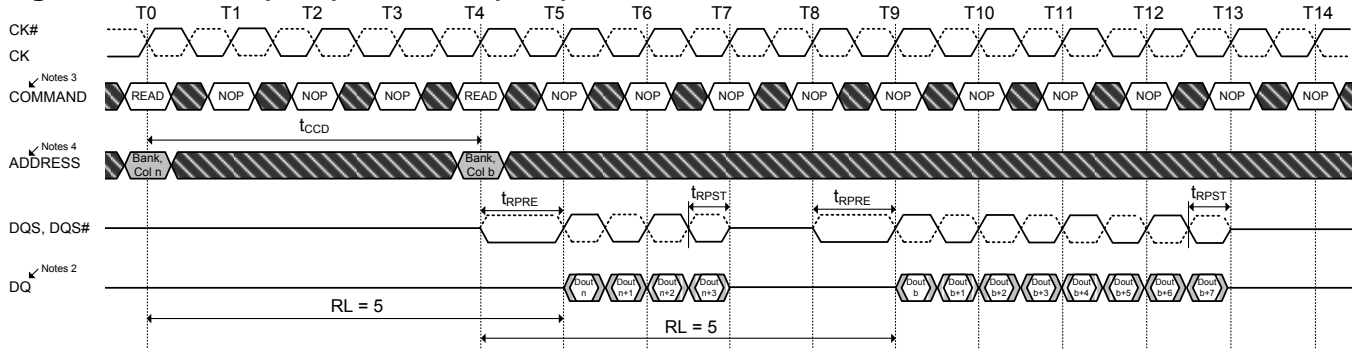 T0 T1 T2 T3 T4 T5 T6 T7 T8 T9 T10 T11 T12 T13 T14
CK#
CK
Notes 3
COMMAND READ NOP NOP NOP READ NOP NOP NOP NOP NOP NOP NOP NOP NOP NOP
tCCD
Notes 4
ADDRESS Bank, Col n Bank, Col b
tRPRE tRPST tRPRE tRPST
DQS, DQS#
Notes 2
DQ Dout n Dout n+1 Dout n+2 Dout n+3 Dout b Dout b+1 Dout b+2 Dout b+3 Dout b+4 Dout b+5 Dout b+6 Dout b+7
RL = 5
RL = 5